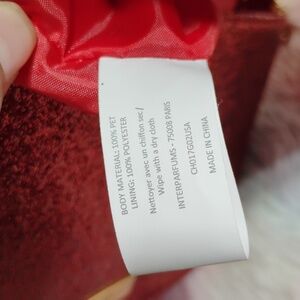 BODY MATERIAL: 100% PET
LINING: 100% POLYESTER
Nettoyer avec un chiffon sec /
Wipe with a dry cloth
INTERPARFUMS - 75008 PARIS
CH017G02USA
MADE IN CHINA